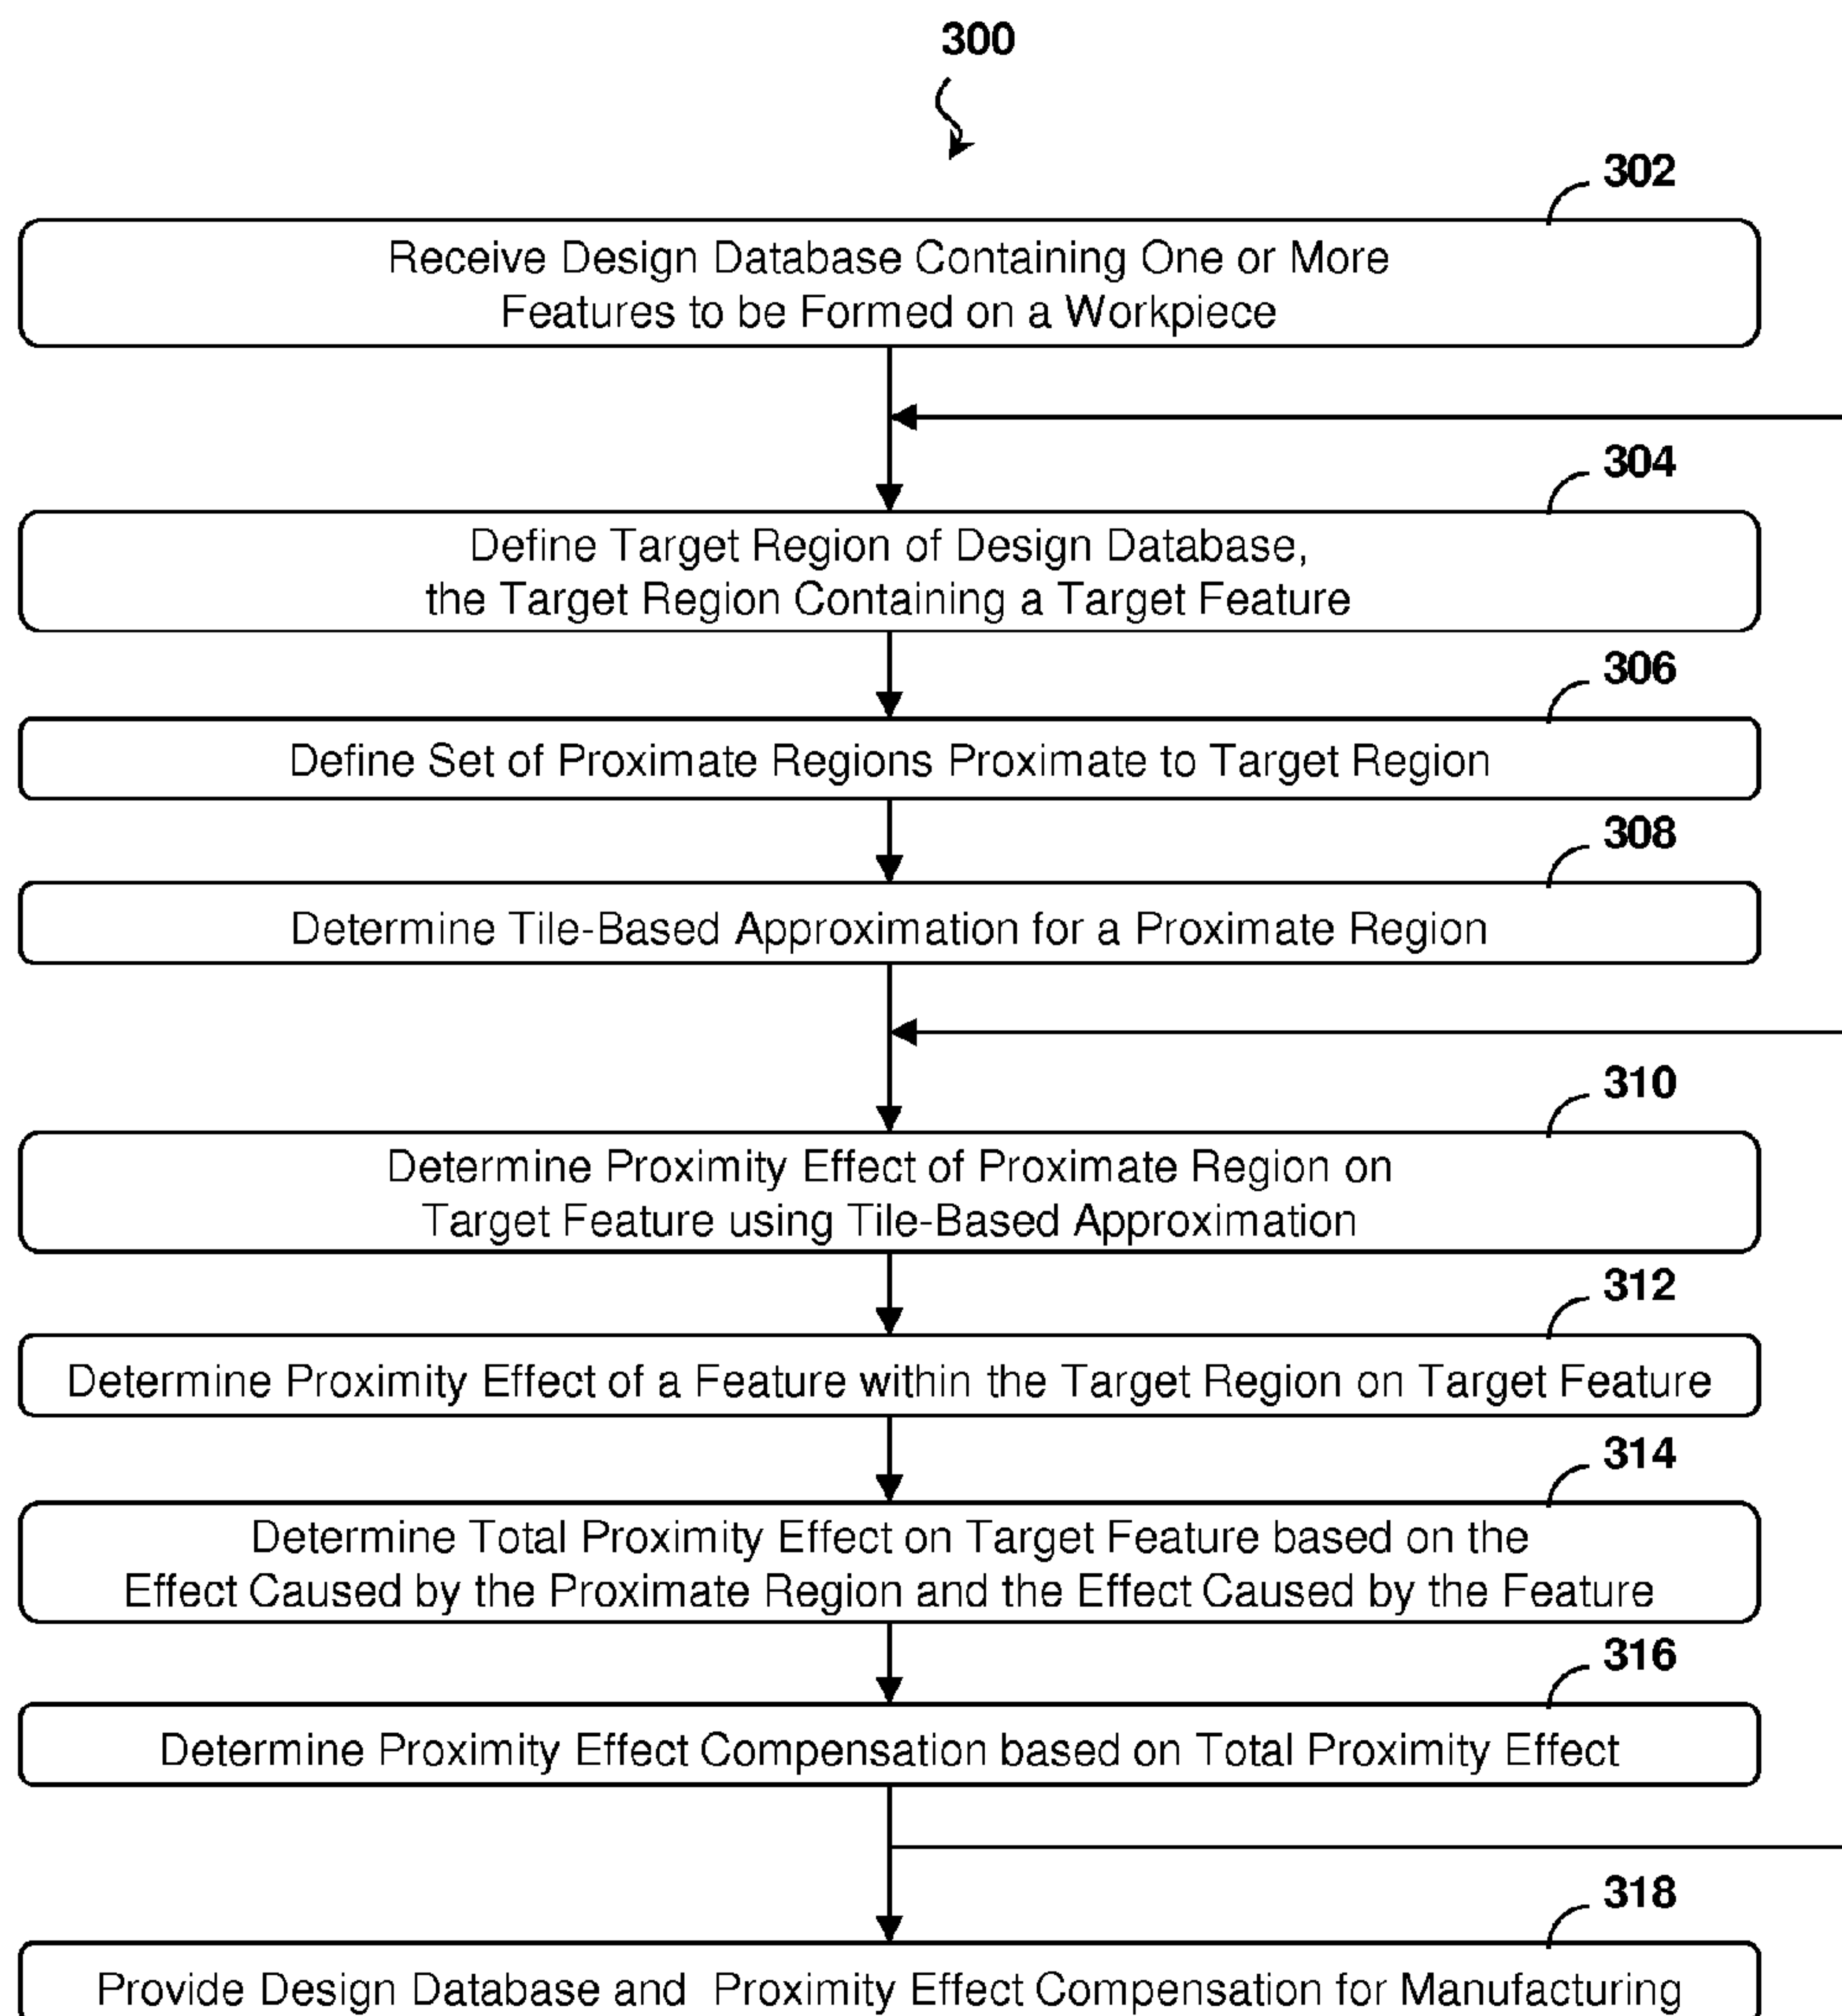 300
302
Receive Design Database Containing One or More
Features to be Formed on a Workpiece
304
Define Target Region of Design Database,
the Target Region Containing a Target Feature
306
Define Set of Proximate Regions Proximate to Target Region
308
Determine Tile-Based Approximation for a Proximate Region
310
Determine Proximity Effect of Proximate Region on
Target Feature using Tile-Based Approximation
312
Determine Proximity Effect of a Feature within the Target Region on Target Feature
314
Determine Total Proximity Effect on Target Feature based on the
Effect Caused by the Proximate Region and the Effect Caused by the Feature
316
Determine Proximity Effect Compensation based on Total Proximity Effect
318
Provide Design Database and Proximity Effect Compensation for Manufacturing